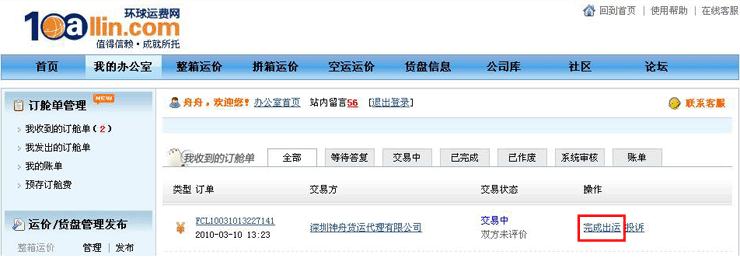 环球运费网
10allin.com
值得信赖·成就所托
回到首页 | 使用帮助 | 在线客服
首页 我的办公室 整箱运价 拼箱运价 空运运价 货盘信息 公司库 社区 论坛
订舱单管理 NEW
我收到的订舱单(2)
我发出的订舱单
我的账单
预存订舱费
运价/货盘管理发布
整箱运价 管理 | 发布
舟舟，欢迎您! 办公室首页 站内留言56 [退出登录] 联系客服
我收到的订舱单 全部 等待答复 交易中 已完成 已作废 系统审核 账单
类型 订单 交易方 交易状态 操作
FCL10031013227141 深圳神舟货运代理有限公司 交易中 完成出运 投诉
2010-03-10 13:23 双方未评价